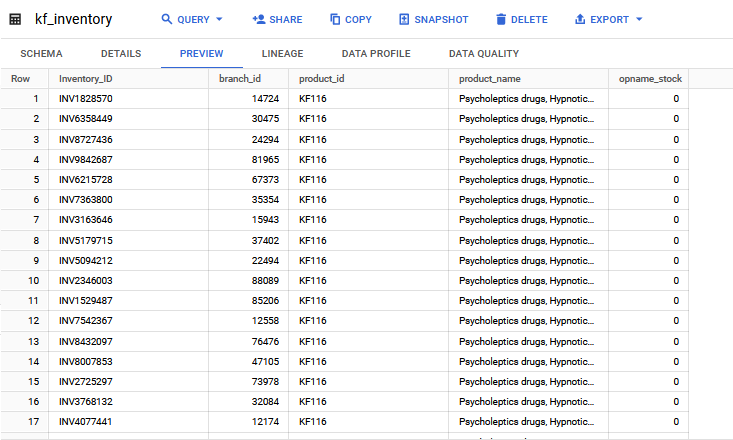 kf_inventory QUERY SHARE COPY SNAPSHOT DELETE EXPORT
SCHEMA DETAILS PREVIEW LINEAGE DATA PROFILE DATA QUALITY
Row Inventory_ID branch_id product_id product_name opname_stock
1 INV1828570 14724 KF116 Psycholeptics drugs, Hypnotic... 0
2 INV6358449 30475 KF116 Psycholeptics drugs, Hypnotic... 0
3 INV8727436 24294 KF116 Psycholeptics drugs, Hypnotic... 0
4 INV9842687 81965 KF116 Psycholeptics drugs, Hypnotic... 0
5 INV6215728 67373 KF116 Psycholeptics drugs, Hypnotic... 0
6 INV7363800 35354 KF116 Psycholeptics drugs, Hypnotic... 0
7 INV3163646 15943 KF116 Psycholeptics drugs, Hypnotic... 0
8 INV5179715 37402 KF116 Psycholeptics drugs, Hypnotic... 0
9 INV5094212 22494 KF116 Psycholeptics drugs, Hypnotic... 0
10 INV2346003 88089 KF116 Psycholeptics drugs, Hypnotic... 0
11 INV1529487 85206 KF116 Psycholeptics drugs, Hypnotic... 0
12 INV7542367 12558 KF116 Psycholeptics drugs, Hypnotic... 0
13 INV8432097 76476 KF116 Psycholeptics drugs, Hypnotic... 0
14 INV8007853 47105 KF116 Psycholeptics drugs, Hypnotic... 0
15 INV2725297 73978 KF116 Psycholeptics drugs, Hypnotic... 0
16 INV3768132 32084 KF116 Psycholeptics drugs, Hypnotic... 0
17 INV4077441 12174 KF116 Psycholeptics drugs, Hypnotic... 0